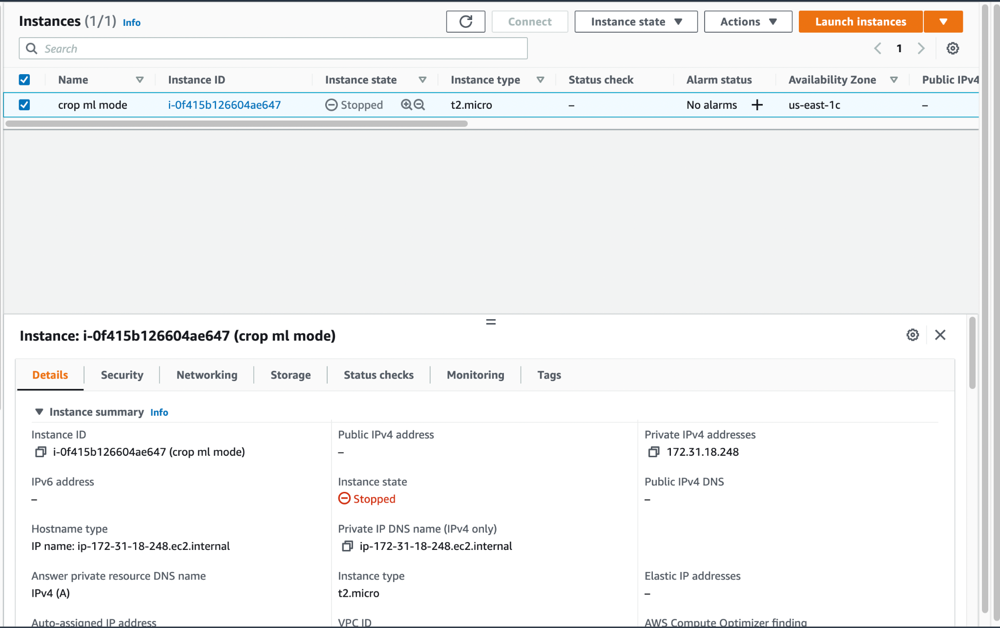 Instances (1/1) Info
Connect
Instance state
Actions
Launch instances
Search
1
Name
Instance ID
Instance state
Instance type
Status check
Alarm status
Availability Zone
Public IPv4
crop ml mode
i-0f415b126604ae647
Stopped
t2.micro
–
No alarms
us-east-1c
–
Instance: i-0f415b126604ae647 (crop ml mode)
Details
Security
Networking
Storage
Status checks
Monitoring
Tags
Instance summary Info
Instance ID
i-0f415b126604ae647 (crop ml mode)
Public IPv4 address
–
Private IPv4 addresses
172.31.18.248
IPv6 address
–
Instance state
Stopped
Public IPv4 DNS
–
Hostname type
IP name: ip-172-31-18-248.ec2.internal
Private IP DNS name (IPv4 only)
ip-172-31-18-248.ec2.internal
Answer private resource DNS name
IPv4 (A)
Instance type
t2.micro
Elastic IP addresses
–
Auto-assigned IP address
VPC ID
AWS Compute Optimizer finding